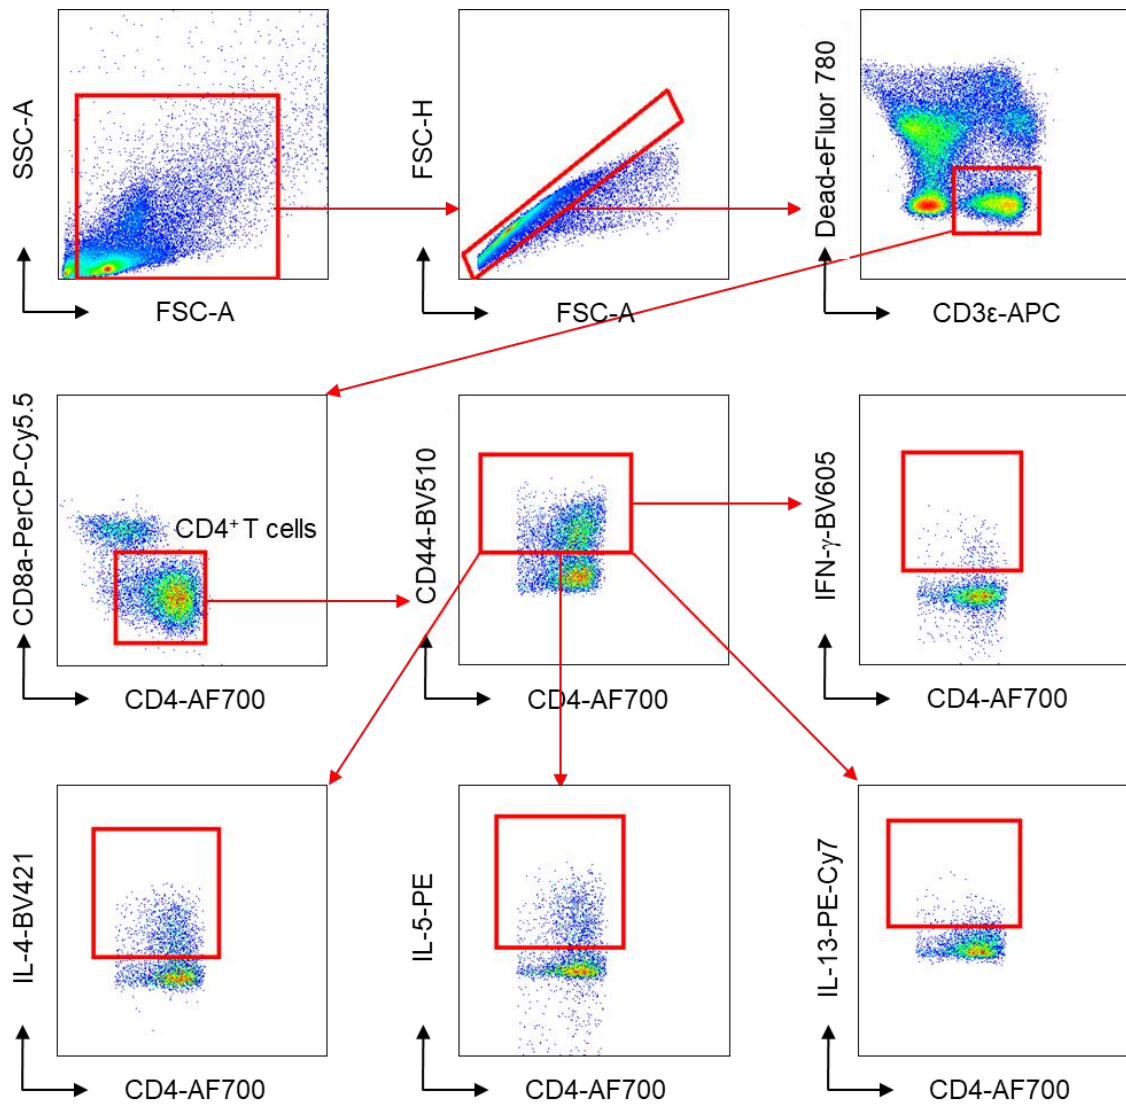 SSC-A
FSC-A
FSC-H
FSC-A
Dead-eFluor 780
CD3ε-APC
CD8a-PerCP-Cy5.5
CD4⁺ T cells
CD4-AF700
CD44-BV510
CD4-AF700
IFN-γ-BV605
CD4-AF700
IL-4-BV421
CD4-AF700
IL-5-PE
CD4-AF700
IL-13-PE-Cy7
CD4-AF700